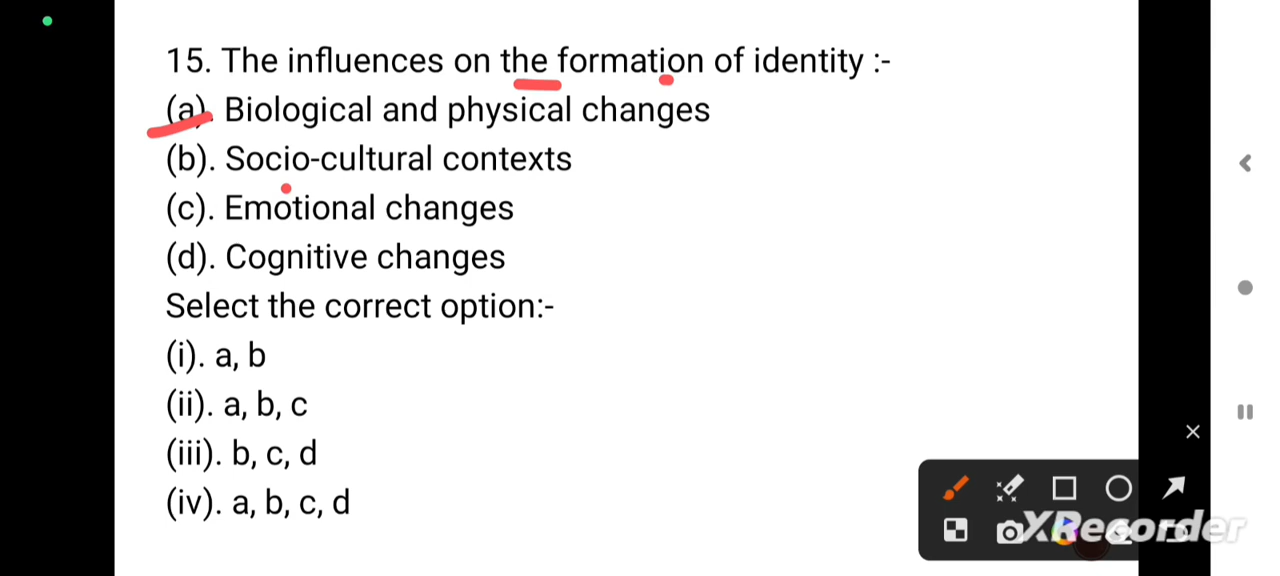 15. The influences on the formation of identity :-
(a). Biological and physical changes
(b). Socio-cultural contexts
(c). Emotional changes
(d). Cognitive changes
Select the correct option:-
(i). a, b
(ii). a, b, c
(iii). b, c, d
(iv). a, b, c, d
XRecorder